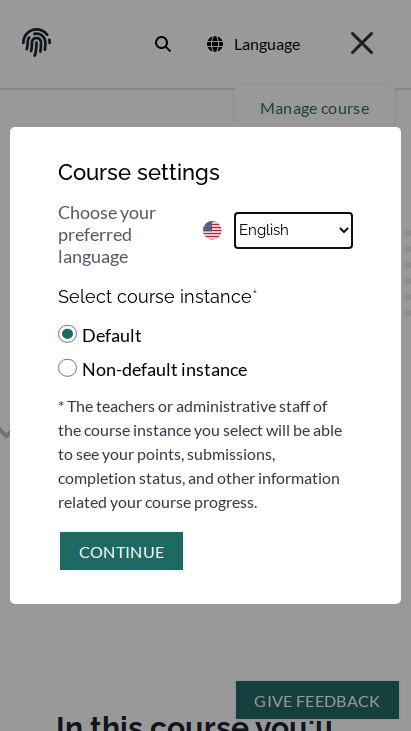 Language
Manage course
Course settings
Choose your
preferred
language
English
Select course instance*
Default
Non-default instance
* The teachers or administrative staff of
the course instance you select will be able
to see your points, submissions,
completion status, and other information
related your course progress.
CONTINUE
GIVE FEEDBACK
In this course you'll